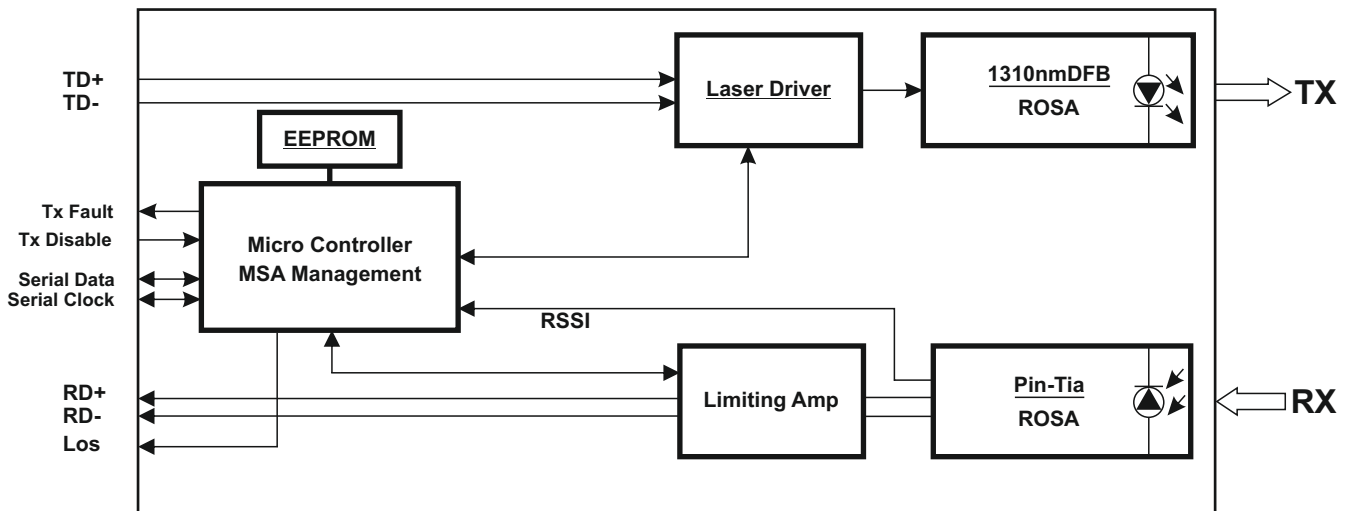 TD+
TD-
Laser Driver
1310nmDFB
ROSA
TX
EEPROM
Tx Fault
Tx Disable
Serial Data
Serial Clock
Micro Controller
MSA Management
RSSI
RD+
RD-
Los
Limiting Amp
Pin-Tia
ROSA
RX